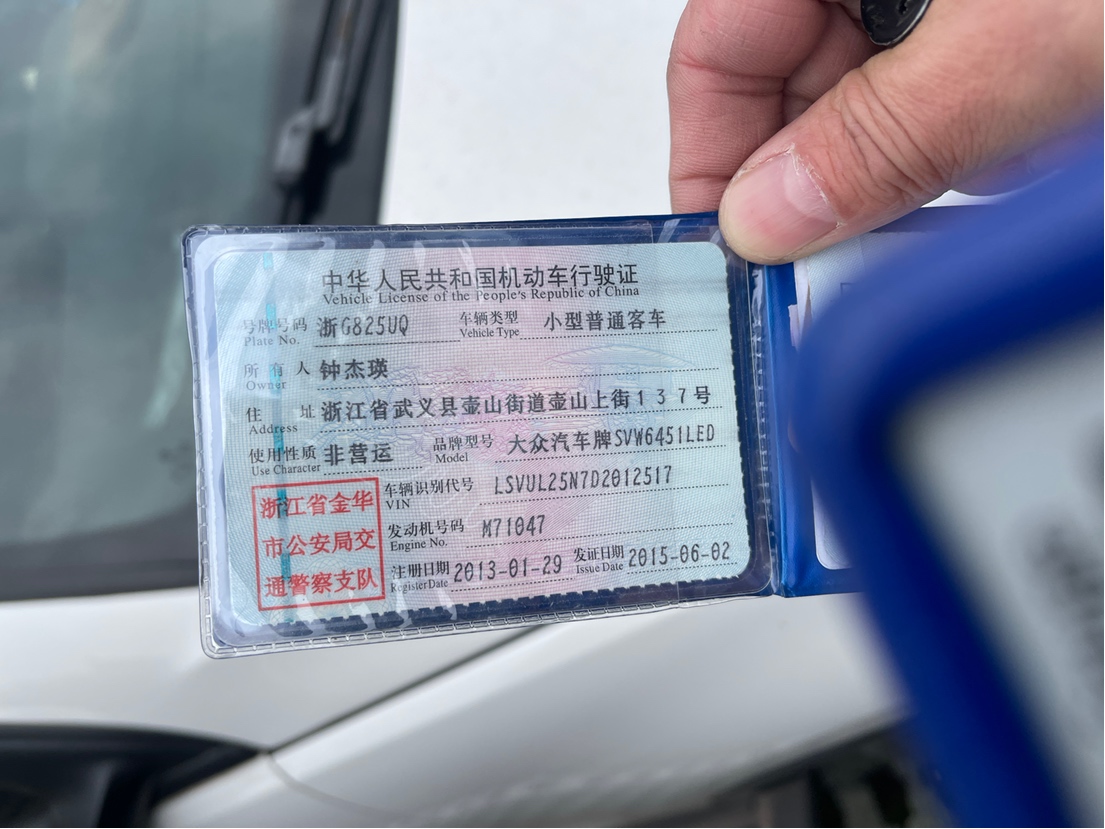 中华人民共和国机动车行驶证
Vehicle License of the People's Republic of China
号牌号码 浙G825UQ 车辆类型 小型普通客车
Plate No. Vehicle Type
所有人 钟杰瑛
Owner
住址 浙江省武义县壶山街道壶山上街137号
Address
使用性质 非营运 品牌型号 大众汽车牌SVW6451LED
Use Character Model
浙江省金华
市公安局交
通警察支队
车辆识别代号 LSVUL25N7D2012517
VIN
发动机号码 M71047
Engine No.
注册日期 2013-01-29 发证日期 2015-06-02
Register Date Issue Date